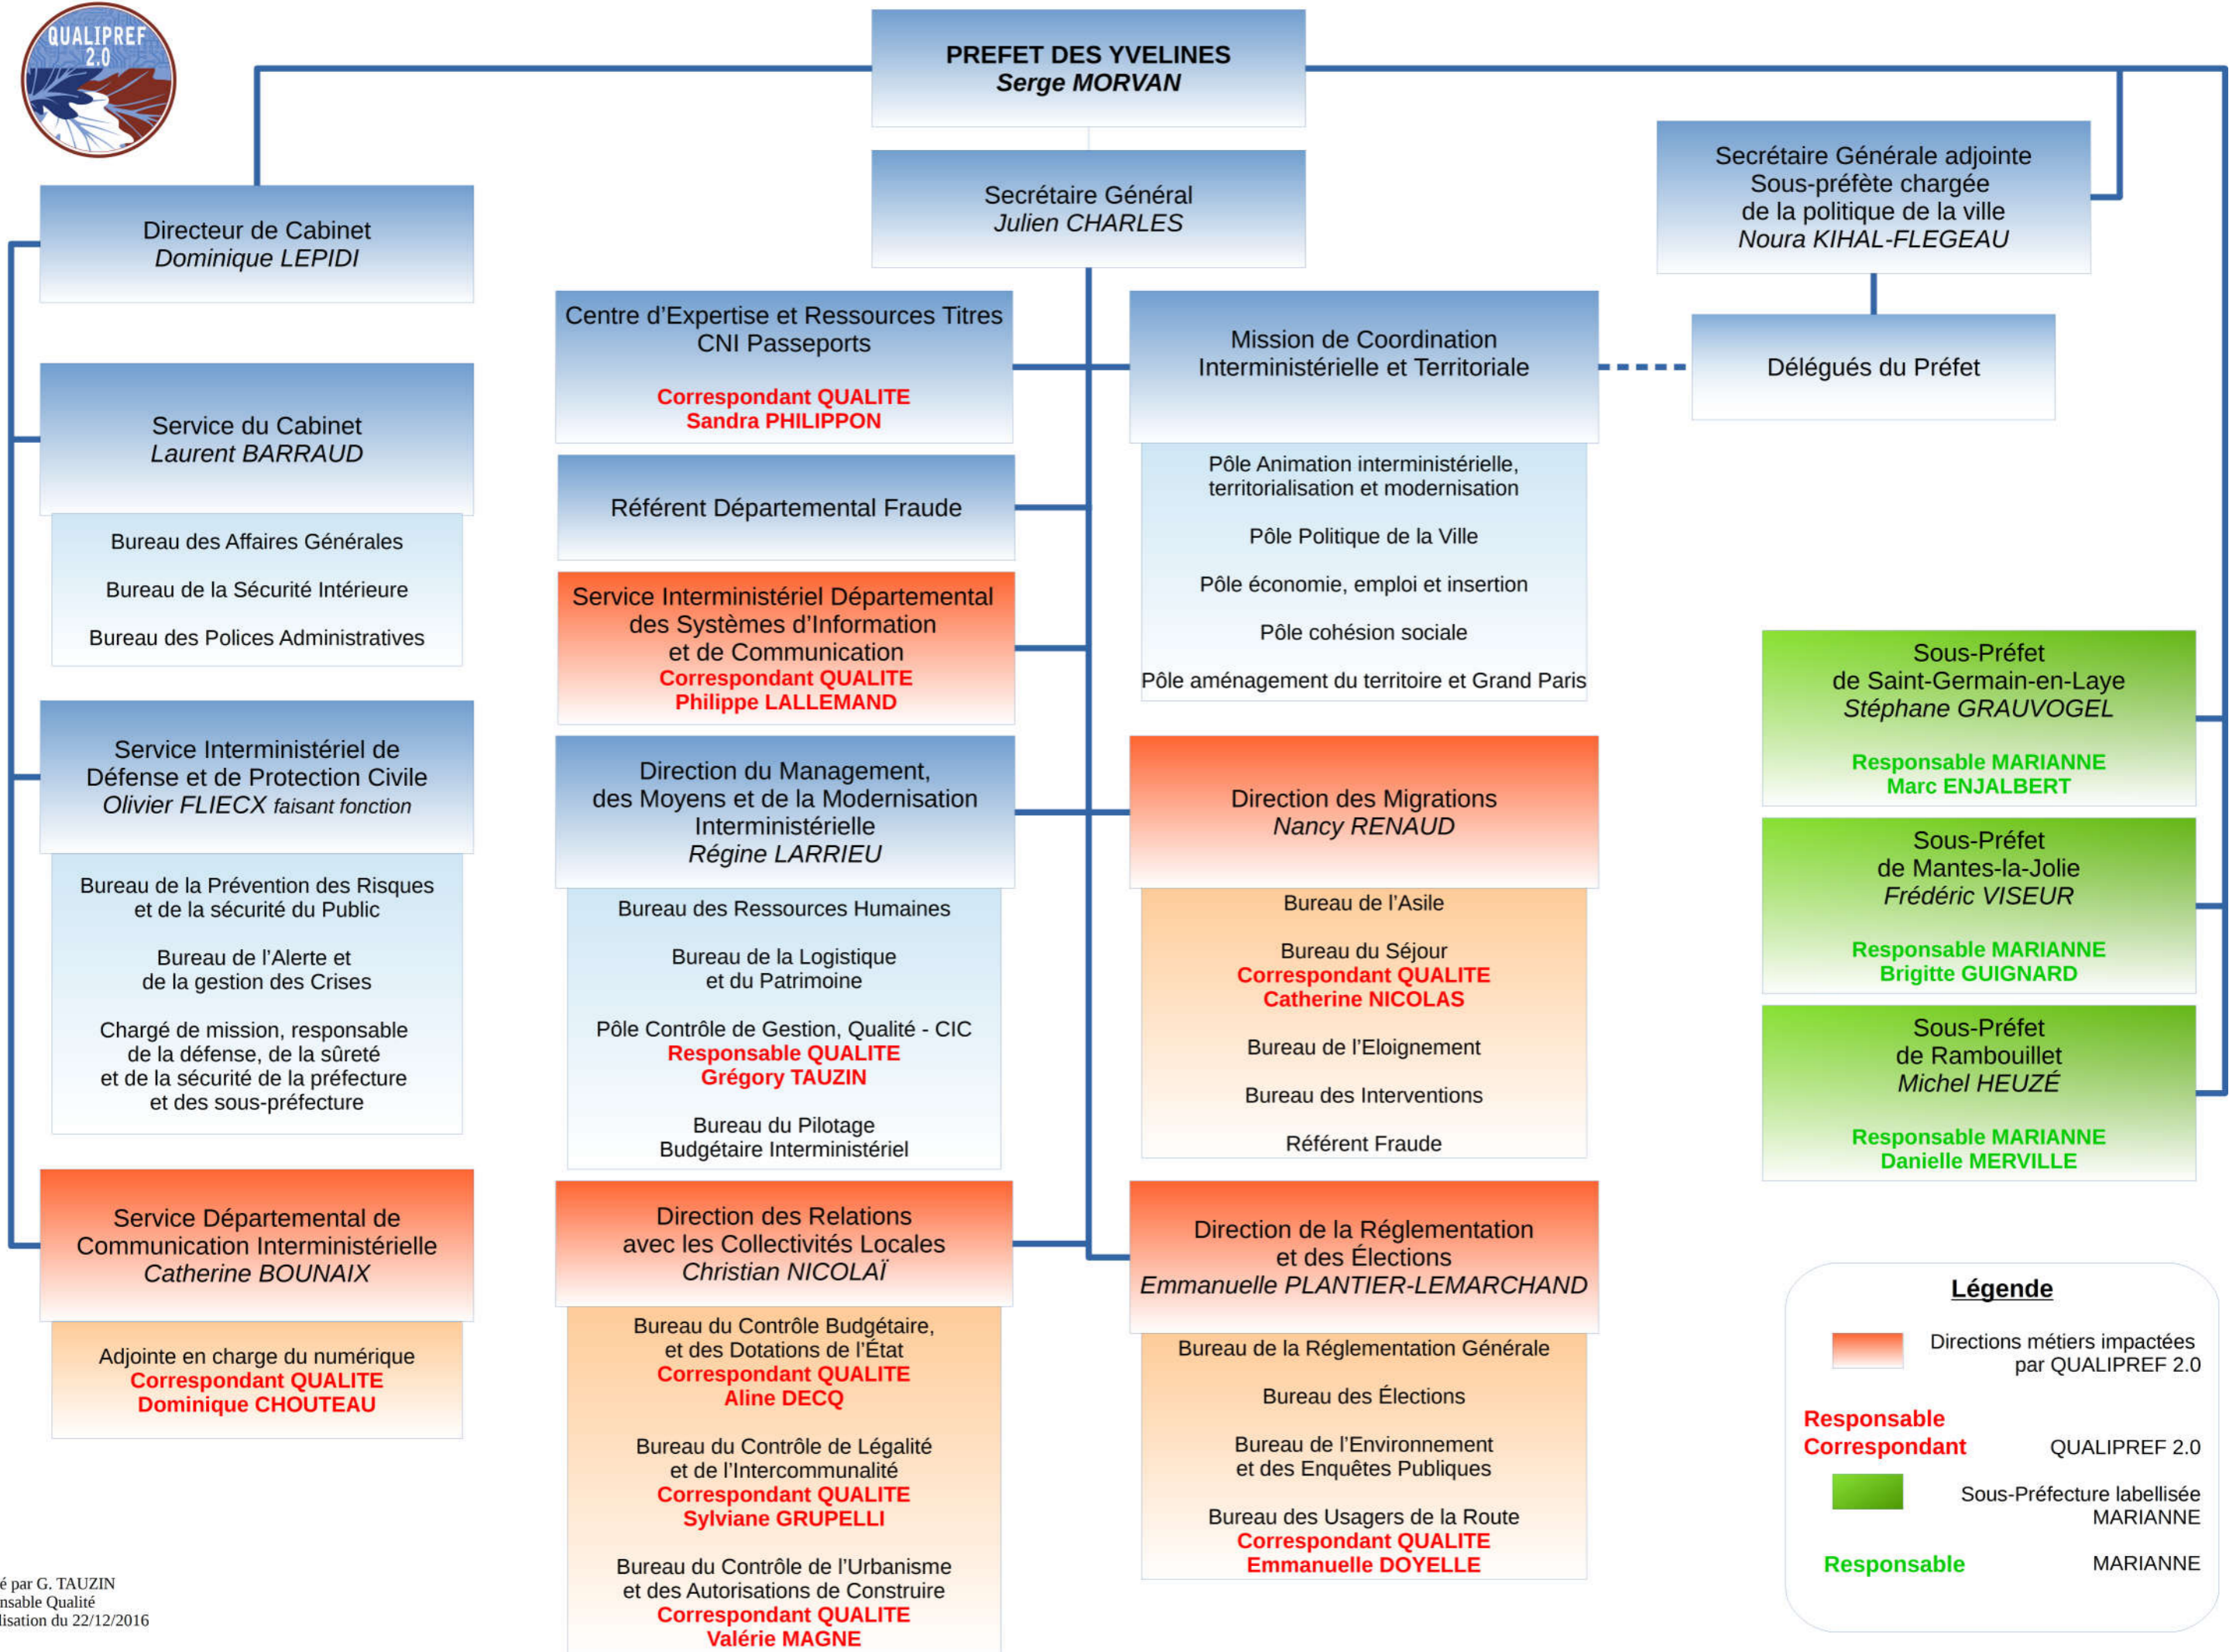 QUALIPREF
2.0
PREFET DES YVELINES
Serge MORVAN
Secrétaire Général
Julien CHARLES
Secrétaire Générale adjointe
Sous-préfète chargée
de la politique de la ville
Noura KIHAL-FLEGEAU
Délégués du Préfet
Directeur de Cabinet
Dominique LEPIDI
Service du Cabinet
Laurent BARRAUD
Bureau des Affaires Générales
Bureau de la Sécurité Intérieure
Bureau des Polices Administratives
Service Interministériel de
Défense et de Protection Civile
Olivier FLIECX faisant fonction
Bureau de la Prévention des Risques
et de la sécurité du Public
Bureau de l’Alerte et
de la gestion des Crises
Chargé de mission, responsable
de la défense, de la sûreté
et de la sécurité de la préfecture
et des sous-préfecture
Service Départemental de
Communication Interministérielle
Catherine BOUNAIX
Adjointe en charge du numérique
Correspondant QUALITE
Dominique CHOUTEAU
Centre d’Expertise et Ressources Titres
CNI Passeports
Correspondant QUALITE
Sandra PHILIPPON
Référent Départemental Fraude
Service Interministériel Départemental
des Systèmes d’Information
et de Communication
Correspondant QUALITE
Philippe LALLEMAND
Direction du Management,
des Moyens et de la Modernisation
Interministérielle
Régine LARRIEU
Bureau des Ressources Humaines
Bureau de la Logistique
et du Patrimoine
Pôle Contrôle de Gestion, Qualité - CIC
Responsable QUALITE
Grégory TAUZIN
Bureau du Pilotage
Budgétaire Interministériel
Direction des Relations
avec les Collectivités Locales
Christian NICOLAÏ
Bureau du Contrôle Budgétaire,
et des Dotations de l’État
Correspondant QUALITE
Aline DECQ
Bureau du Contrôle de Légalité
et de l’Intercommunalité
Correspondant QUALITE
Sylviane GRUPELLI
Bureau du Contrôle de l’Urbanisme
et des Autorisations de Construire
Correspondant QUALITE
Valérie MAGNE
Mission de Coordination
Interministérielle et Territoriale
Pôle Animation interministérielle,
territorialisation et modernisation
Pôle Politique de la Ville
Pôle économie, emploi et insertion
Pôle cohésion sociale
Pôle aménagement du territoire et Grand Paris
Direction des Migrations
Nancy RENAUD
Bureau de l’Asile
Bureau du Séjour
Correspondant QUALITE
Catherine NICOLAS
Bureau de l’Eloignement
Bureau des Interventions
Référent Fraude
Direction de la Réglementation
et des Élections
Emmanuelle PLANTIER-LEMARCHAND
Bureau de la Réglementation Générale
Bureau des Élections
Bureau de l’Environnement
et des Enquêtes Publiques
Bureau des Usagers de la Route
Correspondant QUALITE
Emmanuelle DOYELLE
Sous-Préfet
de Saint-Germain-en-Laye
Stéphane GRAUVOGEL
Responsable MARIANNE
Marc ENJALBERT
Sous-Préfet
de Mantes-la-Jolie
Frédéric VISEUR
Responsable MARIANNE
Brigitte GUIGNARD
Sous-Préfet
de Rambouillet
Michel HEUZÉ
Responsable MARIANNE
Danielle MERVILLE
Légende
Directions métiers impactées
par QUALIPREF 2.0
Responsable
Correspondant QUALIPREF 2.0
Sous-Préfecture labellisée
MARIANNE
Responsable MARIANNE
é par G. TAUZIN
nsable Qualité
lisation du 22/12/2016